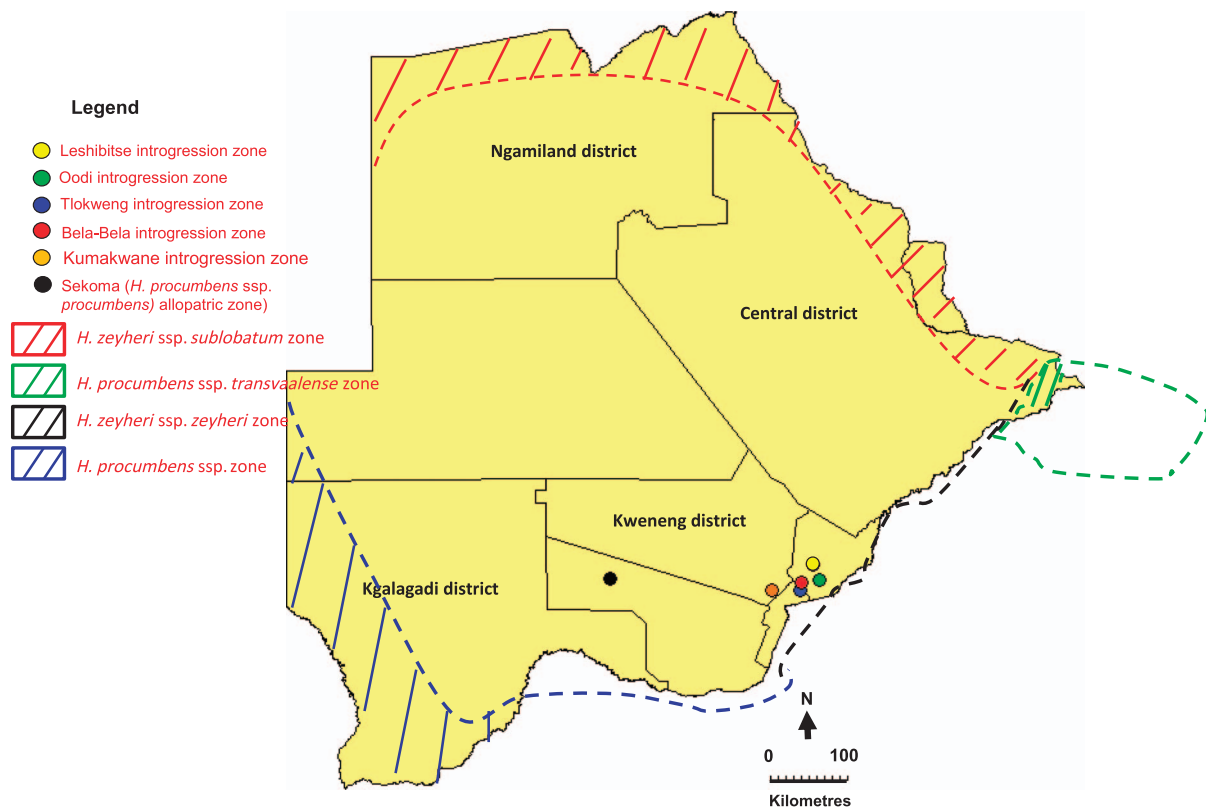 Legend
Leshibitse introgression zone
Oodi introgression zone
Tlokweng introgression zone
Bela-Bela introgression zone
Kumakwane introgression zone
Sekoma (H. procumbens ssp.
procumbens) allopatric zone)
H. zeyheri ssp. sublobatum zone
H. procumbens ssp. transvaalense zone
H. zeyheri ssp. zeyheri zone
H. procumbens ssp. zone
Ngamiland district
Central district
Kweneng district
Kgalagadi district
N
0 100
Kilometres